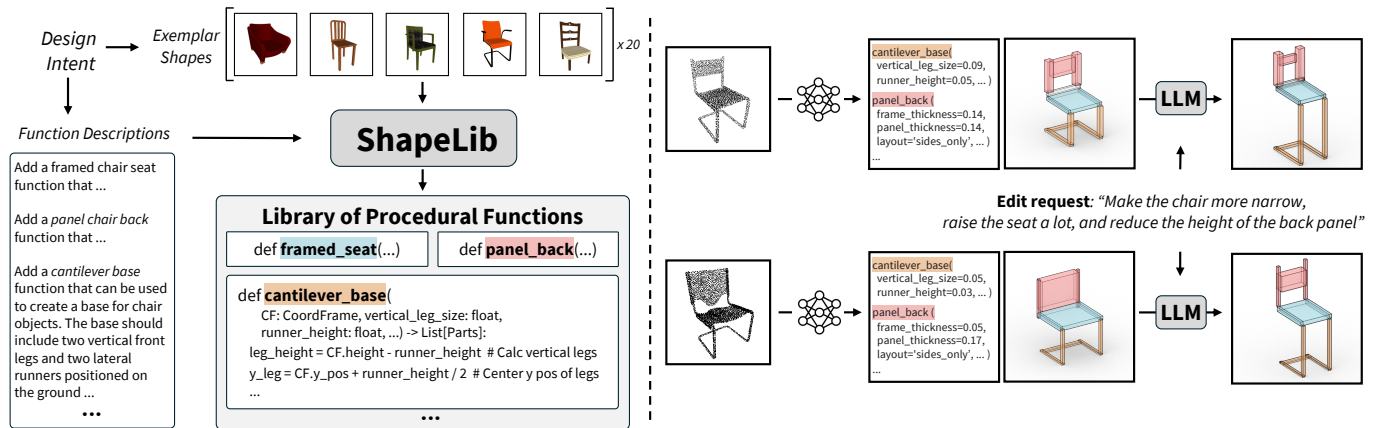 Design
Intent
Exemplar
Shapes
x 20
Function Descriptions
ShapeLib
Add a framed chair seat
function that ...
Add a panel chair back
function that ...
Add a cantilever base
function that can be used
to create a base for chair
objects. The base should
include two vertical front
legs and two lateral
runners positioned on
the ground ...
...
Library of Procedural Functions
def framed_seat(...)
def panel_back(...)
def cantilever_base(
CF: CoordFrame, vertical_leg_size: float,
runner_height: float, ...) -> List[Parts]:
leg_height = CF.height - runner_height # Calc vertical legs
y_leg = CF.y_pos + runner_height / 2 # Center y pos of legs
...
...
cantilever_base(
vertical_leg_size=0.09,
runner_height=0.05, ... )
panel_back (
frame_thickness=0.14,
panel_thickness=0.14,
layout='sides_only', ... )
...
LLM
Edit request: “Make the chair more narrow,
raise the seat a lot, and reduce the height of the back panel”
cantilever_base(
vertical_leg_size=0.05,
runner_height=0.03, ... )
panel_back (
frame_thickness=0.05,
panel_thickness=0.17,
layout='sides_only', ... )
...
LLM